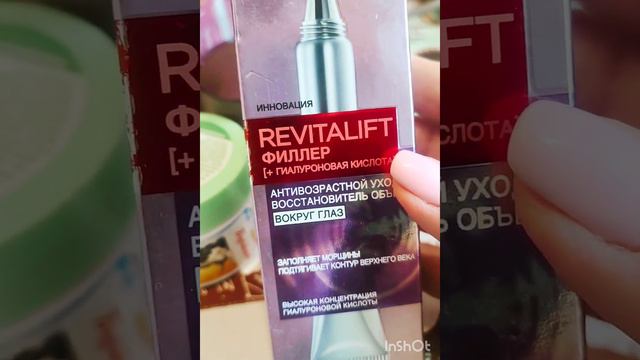 ИННОВАЦИЯ
REVITALIFT
ФИЛЛЕР
[+ ГИАЛУРОНОВАЯ КИСЛОТА
АНТИВОЗРАСТНОЙ УХОД
ВОССТАНОВИТЕЛЬ ОБЪЕ
ВОКРУГ ГЛАЗ
ЗАПОЛНЯЕТ МОРЩИНЫ
ПОДТЯГИВАЕТ КОНТУР ВЕРХНЕГО ВЕКА
ВЫСОКАЯ КОНЦЕНТРАЦИЯ
ГИАЛУРОНОВОЙ КИСЛОТЫ
InShOt